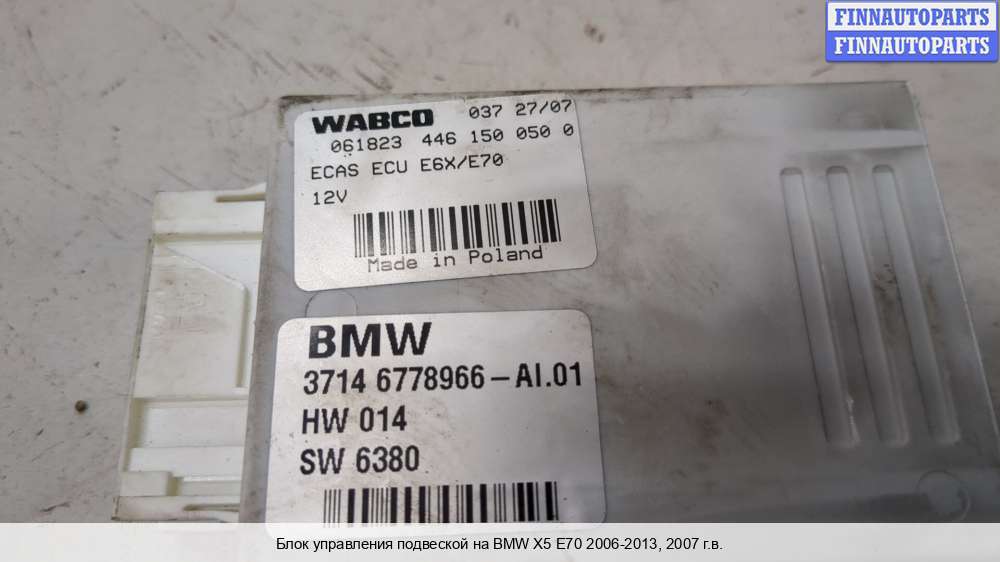 FINNAUTOPARTS
FINNAUTOPARTS
WABCO 037 27/07
061823 446 150 050 0
ECAS ECU E6X/E70
12V
Made in Poland
BMW
3714 6778966-AI.01
HW 014
SW 6380
Блок управления подвеской на BMW X5 E70 2006-2013, 2007 г.в.